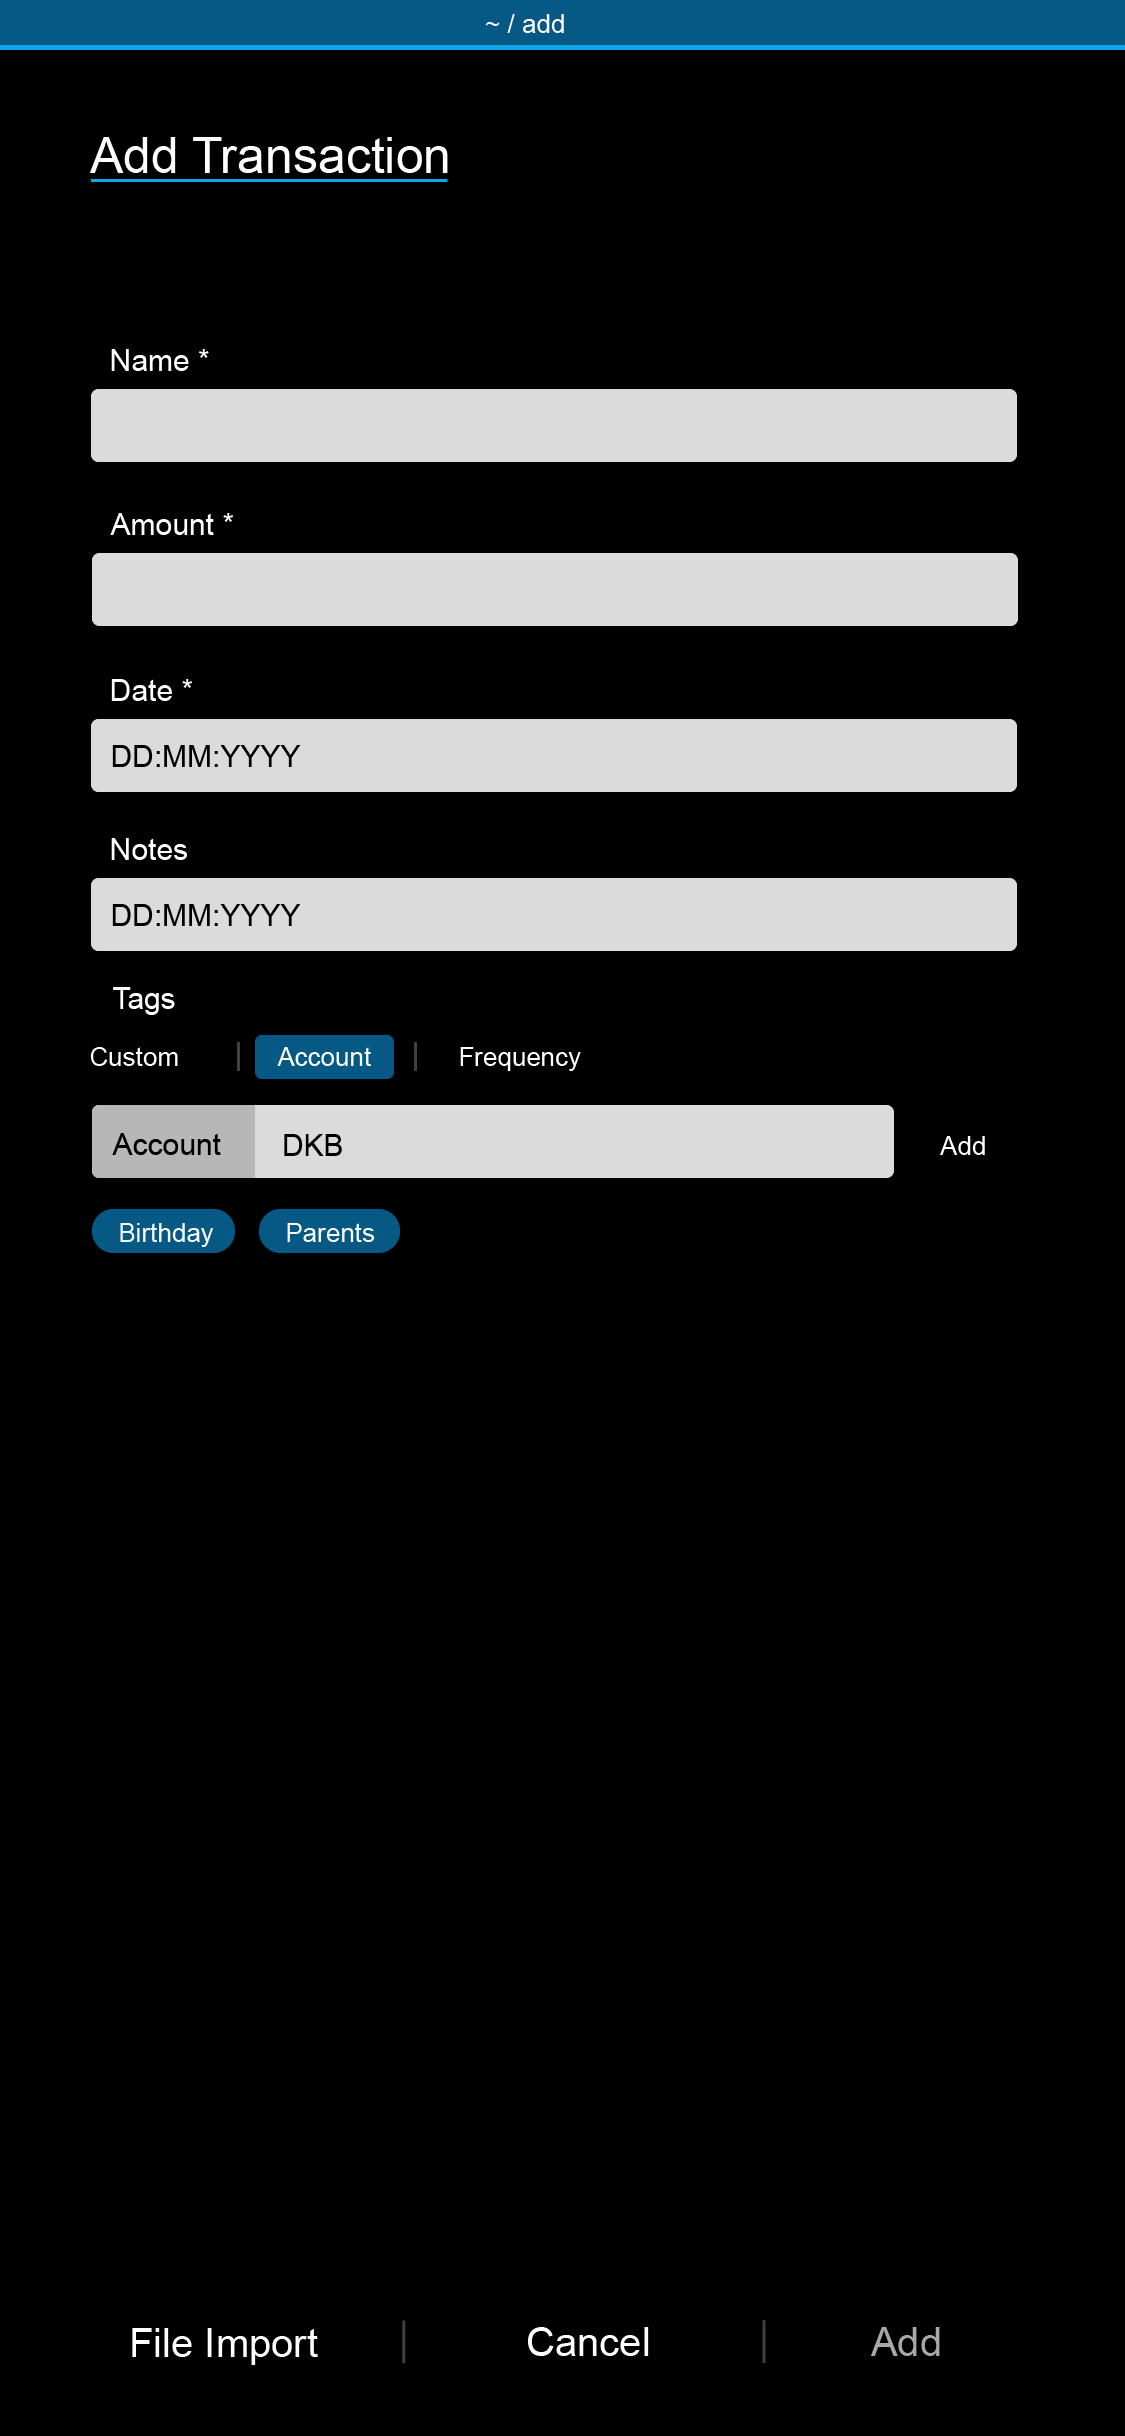 ~ / add
Add Transaction
Name *
Amount *
Date *
DD:MM:YYYY
Notes
DD:MM:YYYY
Tags
Custom | Account | Frequency
Account DKB Add
Birthday Parents
File Import | Cancel | Add